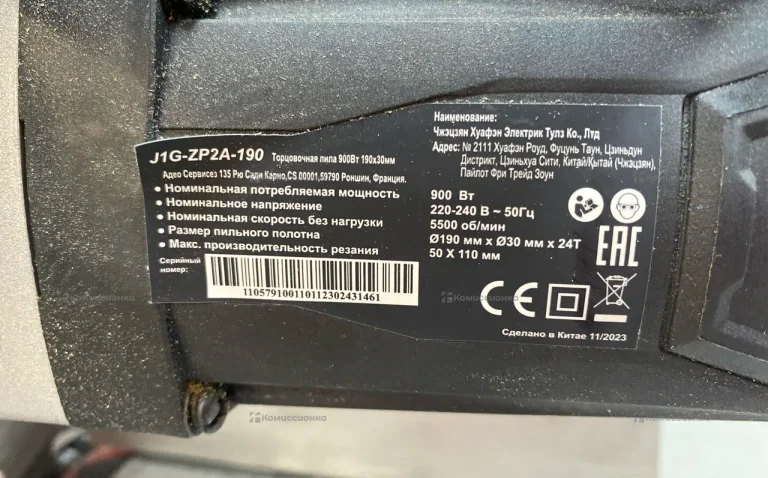 J1G-ZP2A-190 Торцовочная пила 900Вт 190x30мм
Адео Сервисез 135 Рю Сади Карно,CS 00001,59790 Роншин, Франция.
• Номинальная потребляемая мощность
• Номинальное напряжение
• Номинальная скорость без нагрузки
• Размер пильного полотна
• Макс. производительность резания
Серийный
номер:
110579100110112302431461
Наименование:
Чжэцзян Хуафэн Электрик Тулз Ко., Лтд
Адрес: № 2111 Хуафэн Роуд, Фуцунь Таун, Цзиньдун
Дистрикт, Цзиньхуа Сити, Китай/Қытай (Чжэцзян),
Пайлот Фри Трейд Зоун
900 Вт
220-240 В ~ 50Гц
5500 об/мин
Ø190 мм x Ø30 мм x 24T
50 X 110 мм
EAC
CE
Сделано в Китае 11/2023
Комиссионка
Комиссионка